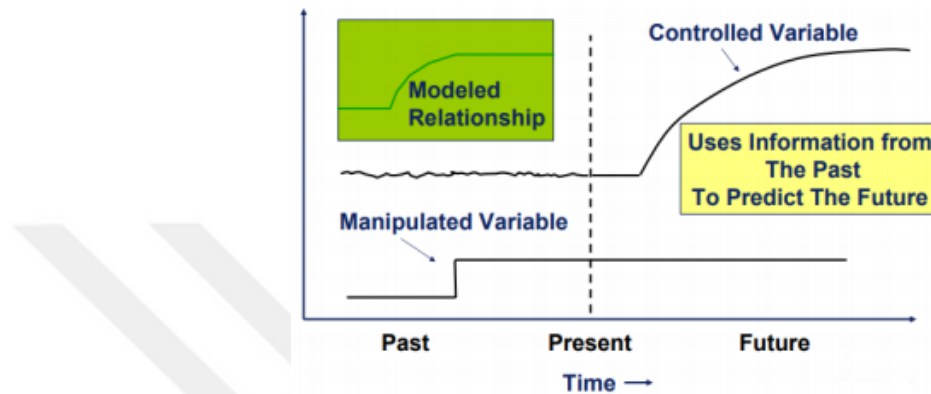 Controlled Variable
Modeled
Relationship
Uses Information from
The Past
To Predict The Future
Manipulated Variable
Past
Present
Future
Time